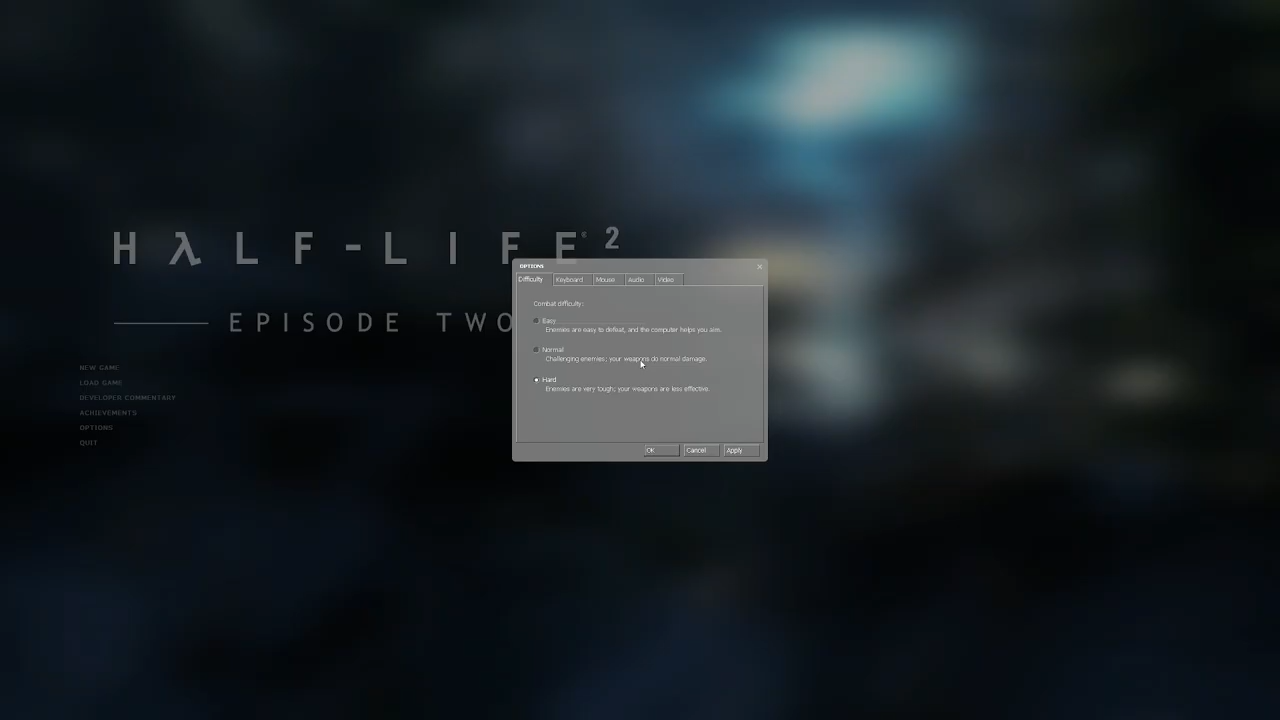 HλLF-LIFE® 2
EPISODE TWO
NEW GAME
LOAD GAME
DEVELOPER COMMENTARY
ACHIEVEMENTS
OPTIONS
QUIT
OPTIONS
Difficulty Keyboard Mouse Audio Video
Combat difficulty:
Easy
Enemies are easy to defeat, and the computer helps you aim.
Normal
Challenging enemies; your weapons do normal damage.
Hard
Enemies are very tough; your weapons are less effective.
OK Cancel Apply